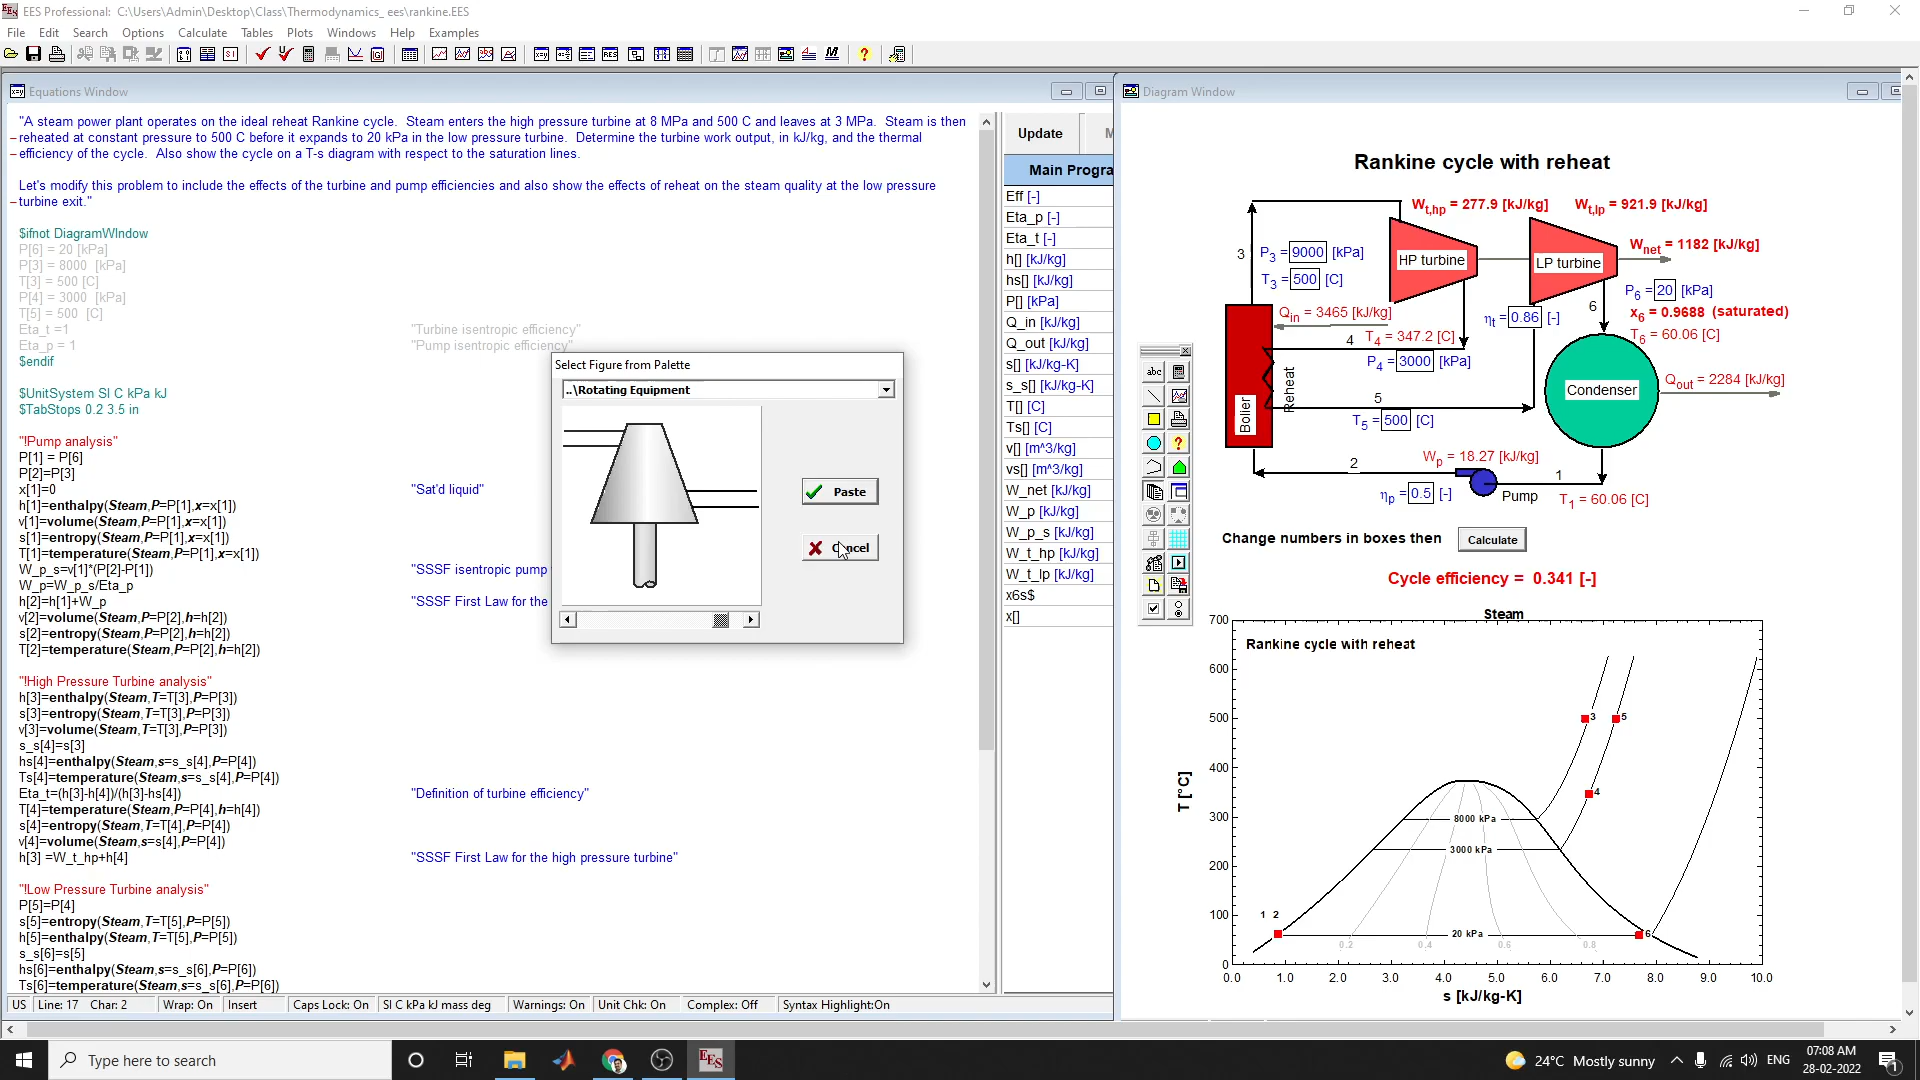 EES Professional: C:\Users\Admin\Desktop\Class\Thermodynamics_ ees\rankine.EES
File Edit Search Options Calculate Tables Plots Windows Help Examples
Equations Window
"A steam power plant operates on the ideal reheat Rankine cycle. Steam enters the high pressure turbine at 8 MPa and 500 C and leaves at 3 MPa. Steam is then
reheated at constant pressure to 500 C before it expands to 20 kPa in the low pressure turbine. Determine the turbine work output, in kJ/kg, and the thermal
efficiency of the cycle. Also show the cycle on a T-s diagram with respect to the saturation lines.
Let's modify this problem to include the effects of the turbine and pump efficiencies and also show the effects of reheat on the steam quality at the low pressure
turbine exit."
$ifnot DiagramWIndow
P[6] = 20 [kPa]
P[3] = 8000 [kPa]
T[3] = 500 [C]
P[4] = 3000 [kPa]
T[5] = 500 [C]
Eta_t =1 "Turbine isentropic efficiency"
Eta_p = 1 "Pump isentropic efficiency"
$endif
$UnitSystem SI C kPa kJ
$TabStops 0.2 3.5 in
"!Pump analysis"
P[1] = P[6]
P[2]=P[3]
x[1]=0 "Sat'd liquid"
h[1]=enthalpy(Steam,P=P[1],x=x[1])
v[1]=volume(Steam,P=P[1],x=x[1])
s[1]=entropy(Steam,P=P[1],x=x[1])
T[1]=temperature(Steam,P=P[1],x=x[1])
W_p_s=v[1]*(P[2]-P[1]) "SSSF isentropic pump
W_p=W_p_s/Eta_p
h[2]=h[1]+W_p "SSSF First Law for the
v[2]=volume(Steam,P=P[2],h=h[2])
s[2]=entropy(Steam,P=P[2],h=h[2])
T[2]=temperature(Steam,P=P[2],h=h[2])
"!High Pressure Turbine analysis"
h[3]=enthalpy(Steam,T=T[3],P=P[3])
s[3]=entropy(Steam,T=T[3],P=P[3])
v[3]=volume(Steam,T=T[3],P=P[3])
s_s[4]=s[3]
hs[4]=enthalpy(Steam,s=s_s[4],P=P[4])
Ts[4]=temperature(Steam,s=s_s[4],P=P[4])
Eta_t=(h[3]-h[4])/(h[3]-hs[4]) "Definition of turbine efficiency"
T[4]=temperature(Steam,P=P[4],h=h[4])
s[4]=entropy(Steam,T=T[4],P=P[4])
v[4]=volume(Steam,s=s[4],P=P[4])
h[3] =W_t_hp+h[4] "SSSF First Law for the high pressure turbine"
"!Low Pressure Turbine analysis"
P[5]=P[4]
s[5]=entropy(Steam,T=T[5],P=P[5])
h[5]=enthalpy(Steam,T=T[5],P=P[5])
s_s[6]=s[5]
hs[6]=enthalpy(Steam,s=s_s[6],P=P[6])
Ts[6]=temperature(Steam,s=s_s[6],P=P[6])
US Line: 17 Char: 2 Wrap: On Insert Caps Lock: On SI C kPa kJ mass deg Warnings: On Unit Chk: On Complex: Off Syntax Highlight:On
Select Figure from Palette
..\Rotating Equipment
Paste
Cancel
Update M
Main Progra
Eff [-]
Eta_p [-]
Eta_t [-]
h[] [kJ/kg]
hs[] [kJ/kg]
P[] [kPa]
Q_in [kJ/kg]
Q_out [kJ/kg]
s[] [kJ/kg-K]
s_s[] [kJ/kg-K]
T[] [C]
Ts[] [C]
v[] [m^3/kg]
vs[] [m^3/kg]
W_net [kJ/kg]
W_p [kJ/kg]
W_p_s [kJ/kg]
W_t_hp [kJ/kg]
W_t_lp [kJ/kg]
x6s$
x[]
Diagram Window
abc
Rankine cycle with reheat
Wt,hp = 277.9 [kJ/kg] Wt,lp = 921.9 [kJ/kg]
Wnet = 1182 [kJ/kg]
3 P3 = 9000 [kPa] HP turbine LP turbine
T3 = 500 [C]
P6 = 20 [kPa]
Qin = 3465 [kJ/kg] ηt = 0.86 [-] 6 x6 = 0.9688 (saturated)
4 T4 = 347.2 [C] T6 = 60.06 [C]
P4 = 3000 [kPa]
Boiler Reheat Condenser Qout = 2284 [kJ/kg]
5
T5 = 500 [C]
2 Wp = 18.27 [kJ/kg] 1
ηp = 0.5 [-] Pump T1 = 60.06 [C]
Change numbers in boxes then Calculate
Cycle efficiency = 0.341 [-]
Steam
Rankine cycle with reheat
700
600
500
400
300
200
100
0
T [°C]
3 5
4
8000 kPa
3000 kPa
1 2
20 kPa 6
0.2 0.4 0.6 0.8
0.0 1.0 2.0 3.0 4.0 5.0 6.0 7.0 8.0 9.0 10.0
s [kJ/kg-K]
Type here to search
24°C Mostly sunny ENG 07:08 AM
28-02-2022